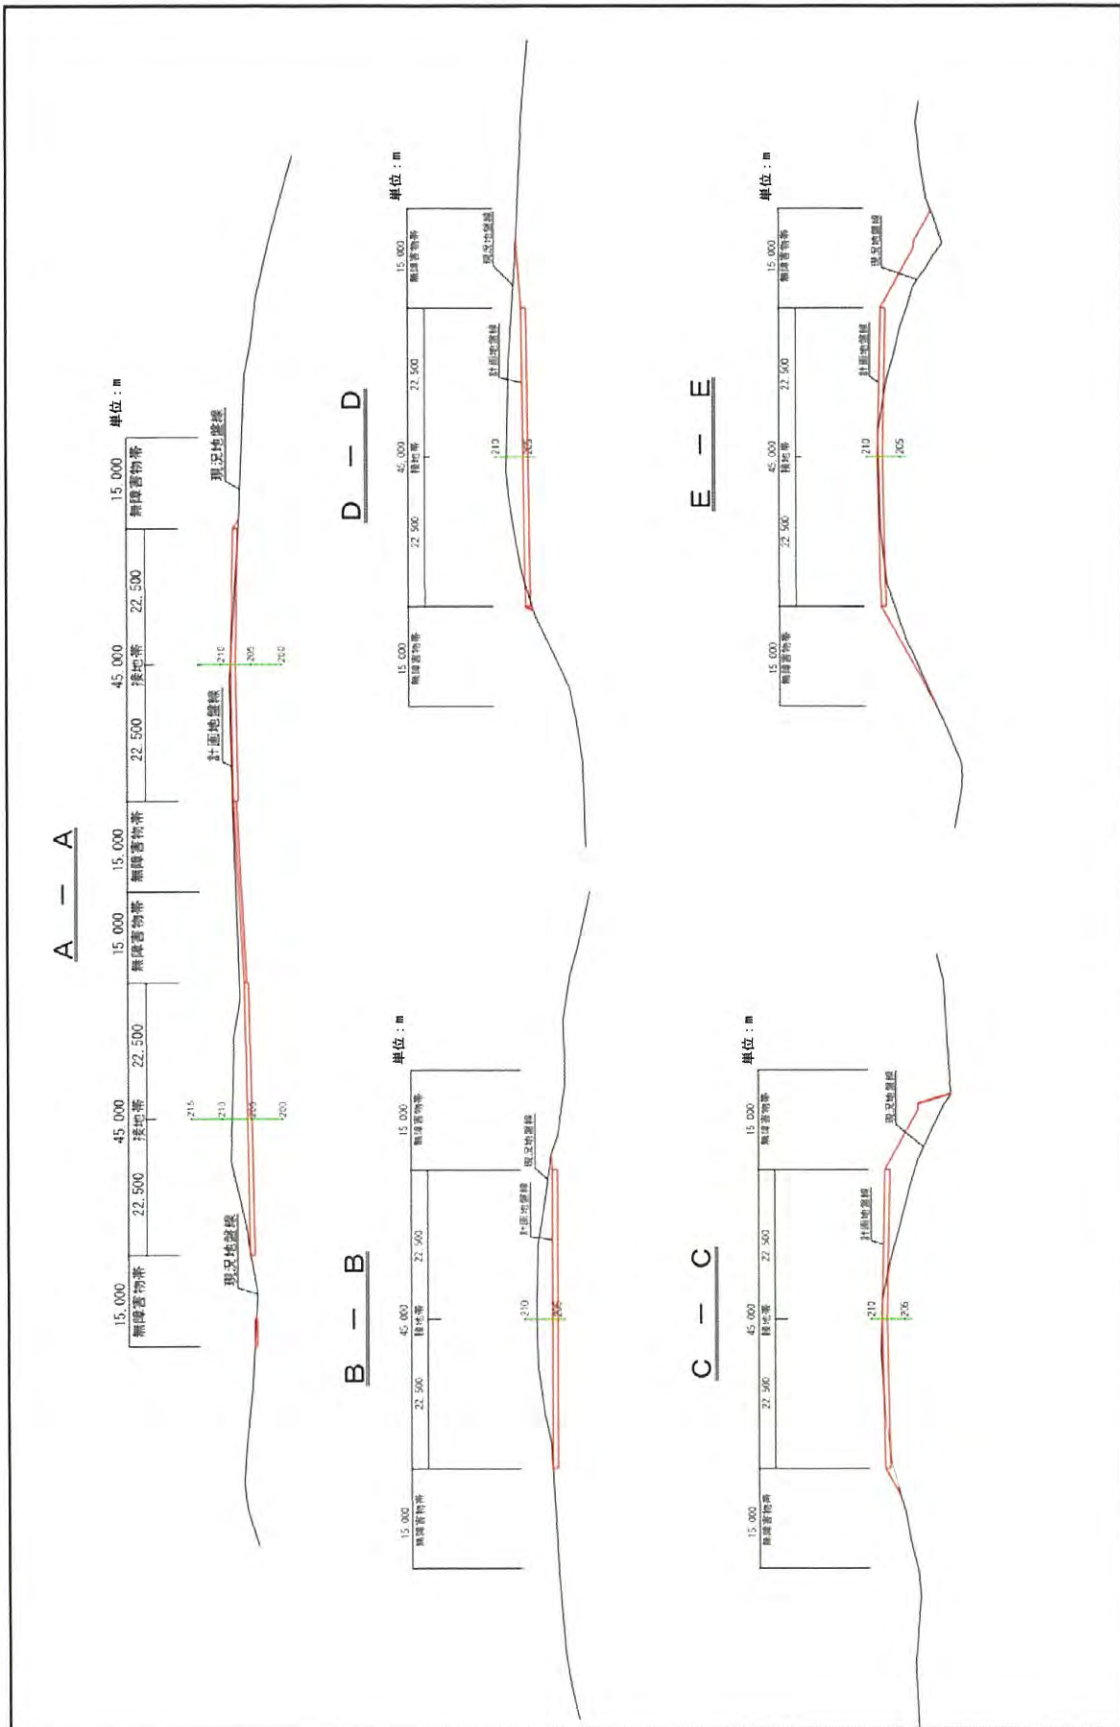 A — A
単位：m
15.000
45.000
15.000
15.000
45.000
15.000
無障害物帯
22.500
接地帯
22.500
無障害物帯
無障害物帯
22.500
接地帯
22.500
無障害物帯
215
210
205
200
210
205
200
現況地盤線
計画地盤線
現況地盤線
B — B
単位：m
15.000
45.000
15.000
無障害物帯
22.500
接地帯
22.500
無障害物帯
210
205
計画地盤線
現況地盤線
D — D
単位：m
15.000
45.000
15.000
無障害物帯
22.500
接地帯
22.500
無障害物帯
210
205
計画地盤線
現況地盤線
C — C
単位：m
15.000
45.000
15.000
無障害物帯
22.500
接地帯
22.500
無障害物帯
210
205
計画地盤線
現況地盤線
E — E
単位：m
15.000
45.000
15.000
無障害物帯
22.500
接地帯
22.500
無障害物帯
210
205
計画地盤線
現況地盤線